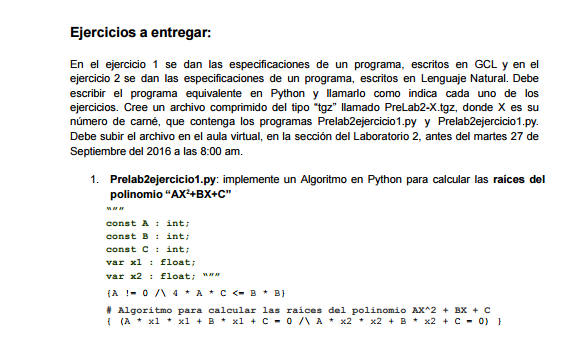 Ejercicios a entregar:
En el ejercicio 1 se dan las especificaciones de un programa, escritos en GCL y en el
ejercicio 2 se dan las especificaciones de un programa, escritos en Lenguaje Natural. Debe
escribir el programa equivalente en Python y llamarlo como indica cada uno de los
ejercicios. Cree un archivo comprimido del tipo "tgz" llamado PreLab2-X.tgz, donde X es su
número de carné, que contenga los programas Prelab2ejercicio1.py y Prelab2ejercicio1.py.
Debe subir el archivo en el aula virtual, en la sección del Laboratorio 2, antes del martes 27 de
Septiembre del 2016 a las 8:00 am.
1. Prelab2ejercicio1.py: implemente un Algoritmo en Python para calcular las raíces del
polinomio “AX²+BX+C”
"""
const A : int;
const B : int;
const C : int;
var x1 : float;
var x2 : float; """
{A != 0 /\ 4 * A * C <= B * B}
# Algoritmo para calcular las raices del polinomio AX^2 + BX + C
{ (A * x1 * x1 + B * x1 + C = 0 /\ A * x2 * x2 + B * x2 + C = 0) }